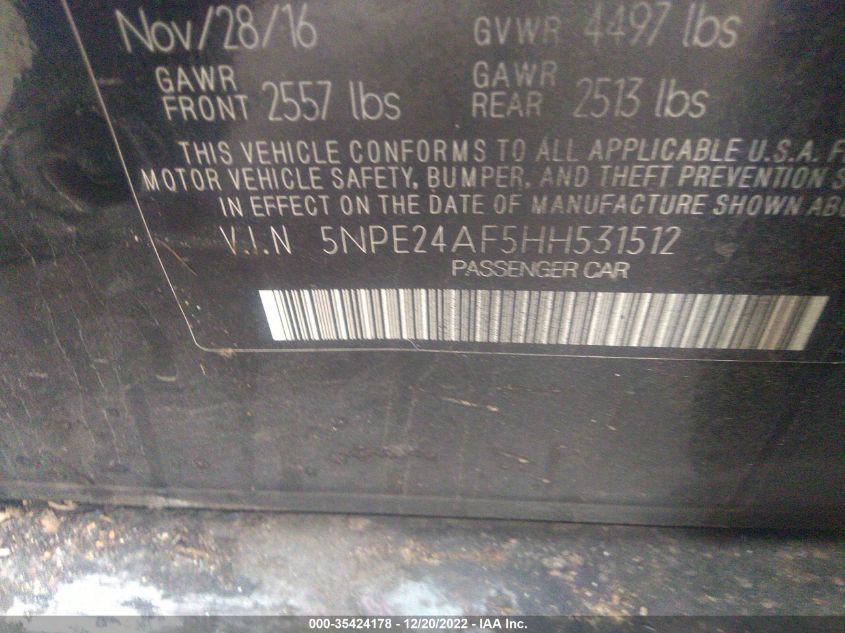 Nov/28/16 GVWR 4497 lbs
GAWR FRONT 2557 lbs GAWR REAR 2513 lbs
THIS VEHICLE CONFORMS TO ALL APPLICABLE U.S.A. F
MOTOR VEHICLE SAFETY, BUMPER, AND THEFT PREVENTION S
IN EFFECT ON THE DATE OF MANUFACTURE SHOWN ABO
V.I.N 5NPE24AF5HH531512
PASSENGER CAR
000-35424178 - 12/20/2022 - IAA Inc.